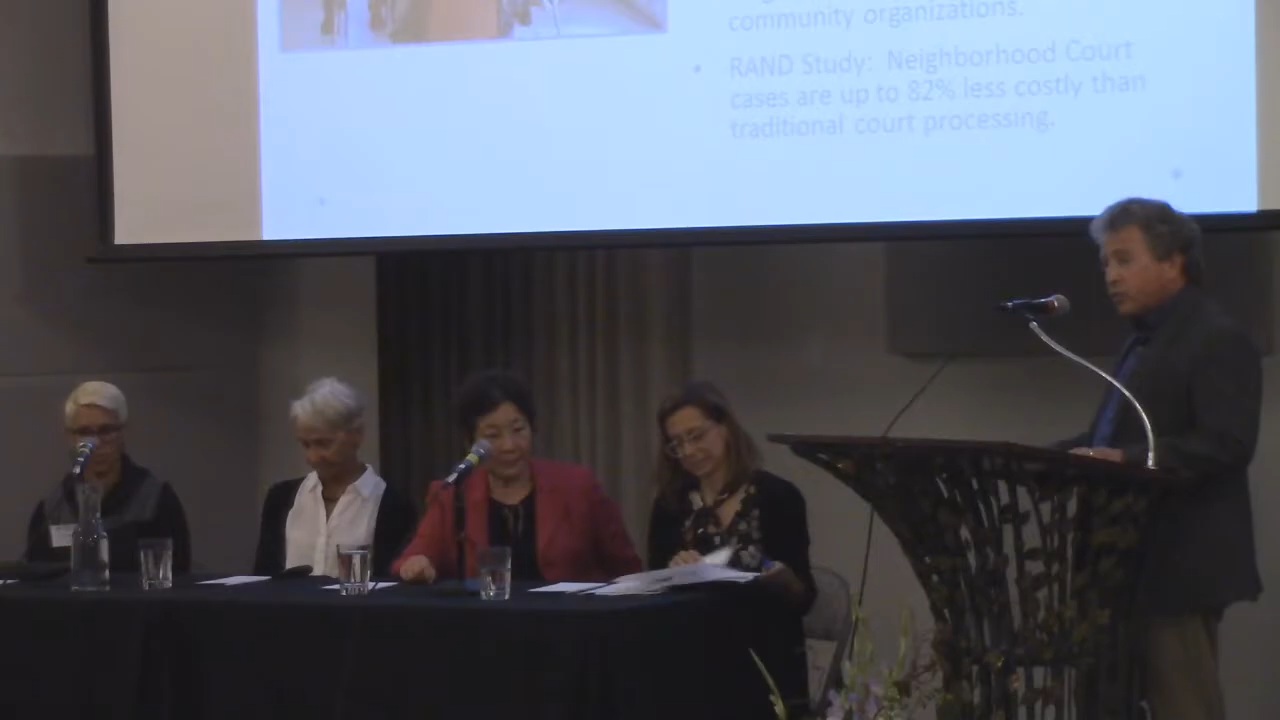 community organizations.
• RAND Study: Neighborhood Court
cases are up to 82% less costly than
traditional court processing.